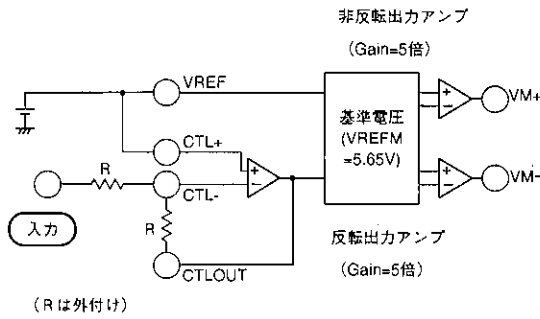 非反転出力アンプ
(Gain=5倍)
VREF
VM+
基準電圧
(VREFM
=5.65V)
CTL+
R
CTL-
VM-
入力
R
反転出力アンプ
CTLOUT
(Gain=5倍)
(Rは外付け)